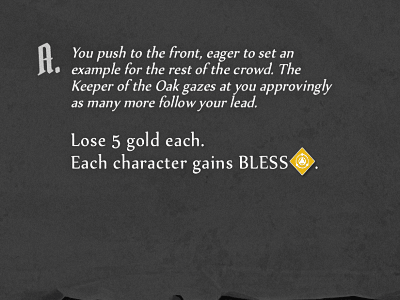 A. You push to the front, eager to set an
example for the rest of the crowd. The
Keeper of the Oak gazes at you approvingly
as many more follow your lead.
Lose 5 gold each.
Each character gains BLESS.